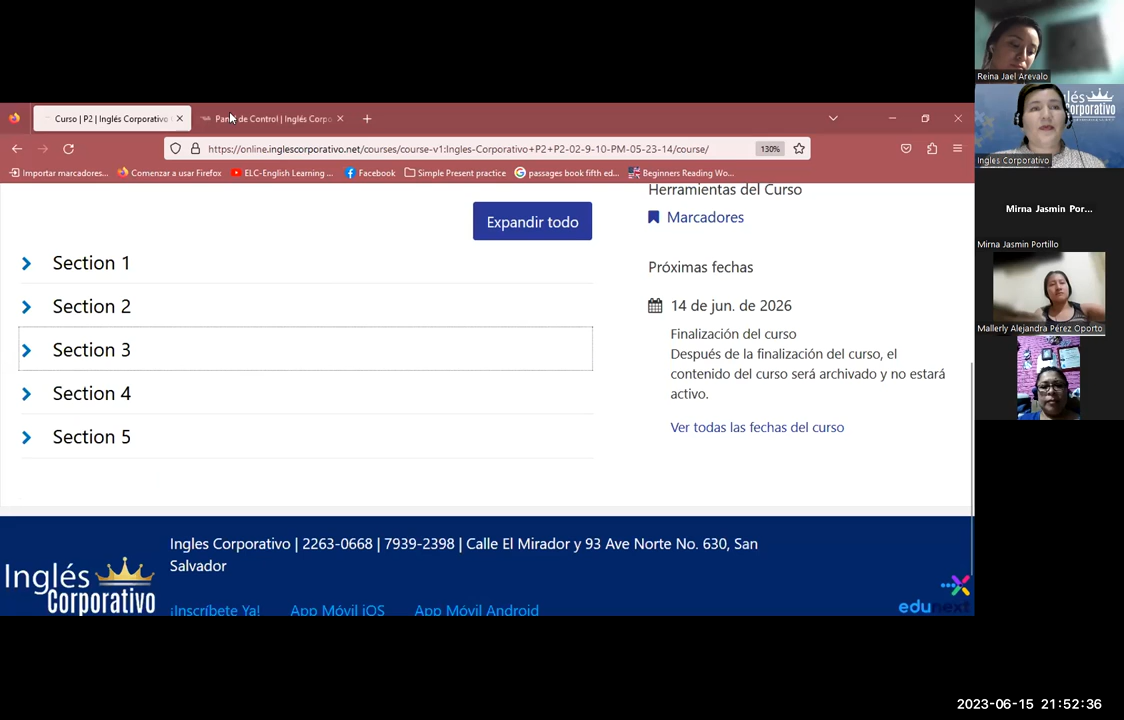 Curso | P2 | Inglés Corporativo
Panel de Control | Inglés Corpo
https://online.inglescorporativo.net/courses/course-v1:Ingles-Corporativo+P2+P2-02-9-10-PM-05-23-14/course/
130%
Importar marcadores...
Comenzar a usar Firefox
ELC-English Learning ...
Facebook
Simple Present practice
passages book fifth ed...
Beginners Reading Wo...
Herramientas del Curso
Expandir todo
Marcadores
Section 1
Section 2
Section 3
Section 4
Section 5
Próximas fechas
14 de jun. de 2026
Finalización del curso
Después de la finalización del curso, el
contenido del curso será archivado y no estará
activo.
Ver todas las fechas del curso
Inglés
Corporativo
Ingles Corporativo | 2263-0668 | 7939-2398 | Calle El Mirador y 93 Ave Norte No. 630, San
Salvador
¡Inscríbete Ya!
App Móvil iOS
App Móvil Android
edunext
Reina Jael Arevalo
Ingles Corporativo
Mirna Jasmin Por...
Mirna Jasmin Portillo
Mallerly Alejandra Pérez Oporto
2023-06-15 21:52:36